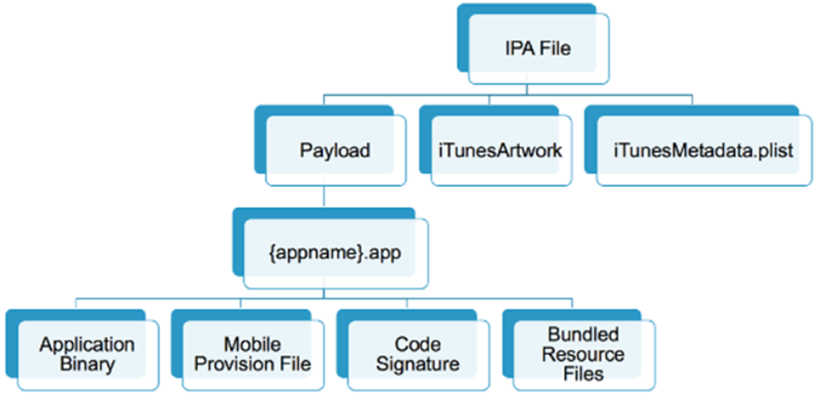 IPA File
Payload
iTunesArtwork
iTunesMetadata.plist
{appname}.app
Application
Binary
Mobile
Provision File
Code
Signature
Bundled
Resource
Files